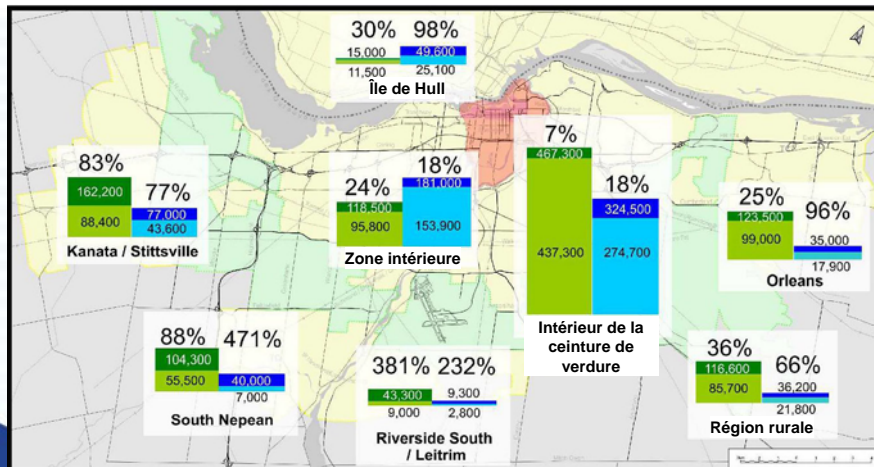 30% 98%
15,000 49,600
11,500 25,100
Île de Hull
83% 77%
162,200 77,000
88,400 43,600
Kanata / Stittsville
24% 18%
118,500 181,000
95,800 153,900
Zone intérieure
7% 18%
467,300 324,500
437,300 274,700
Intérieur de la
ceinture de
verdure
25% 96%
123,500 35,000
99,000 17,900
Orleans
88% 471%
104,300 40,000
55,500 7,000
South Nepean
381% 232%
43,300 9,300
9,000 2,800
Riverside South
/ Leitrim
36% 66%
116,600 36,200
85,700 21,800
Région rurale